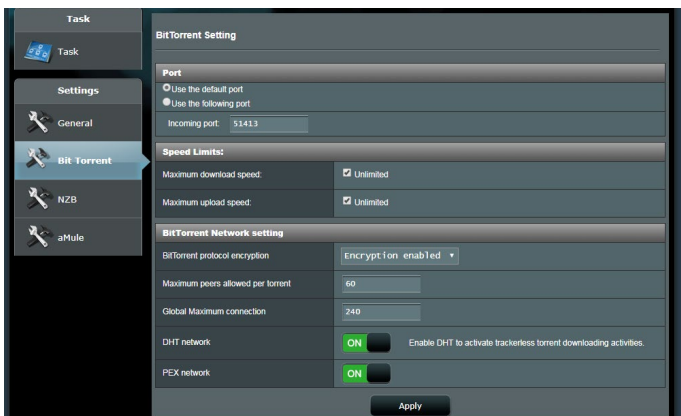 Task
Task
Settings
General
Bit Torrent
NZB
aMule
BitTorrent Setting
Port
Use the default port
Use the following port
Incoming port: 51413
Speed Limits:
Maximum download speed: Unlimited
Maximum upload speed: Unlimited
BitTorrent Network setting
BitTorrent protocol encryption Encryption enabled
Maximum peers allowed per torrent 60
Global Maximum connection 240
DHT network ON Enable DHT to activate trackerless torrent downloading activities.
PEX network ON
Apply